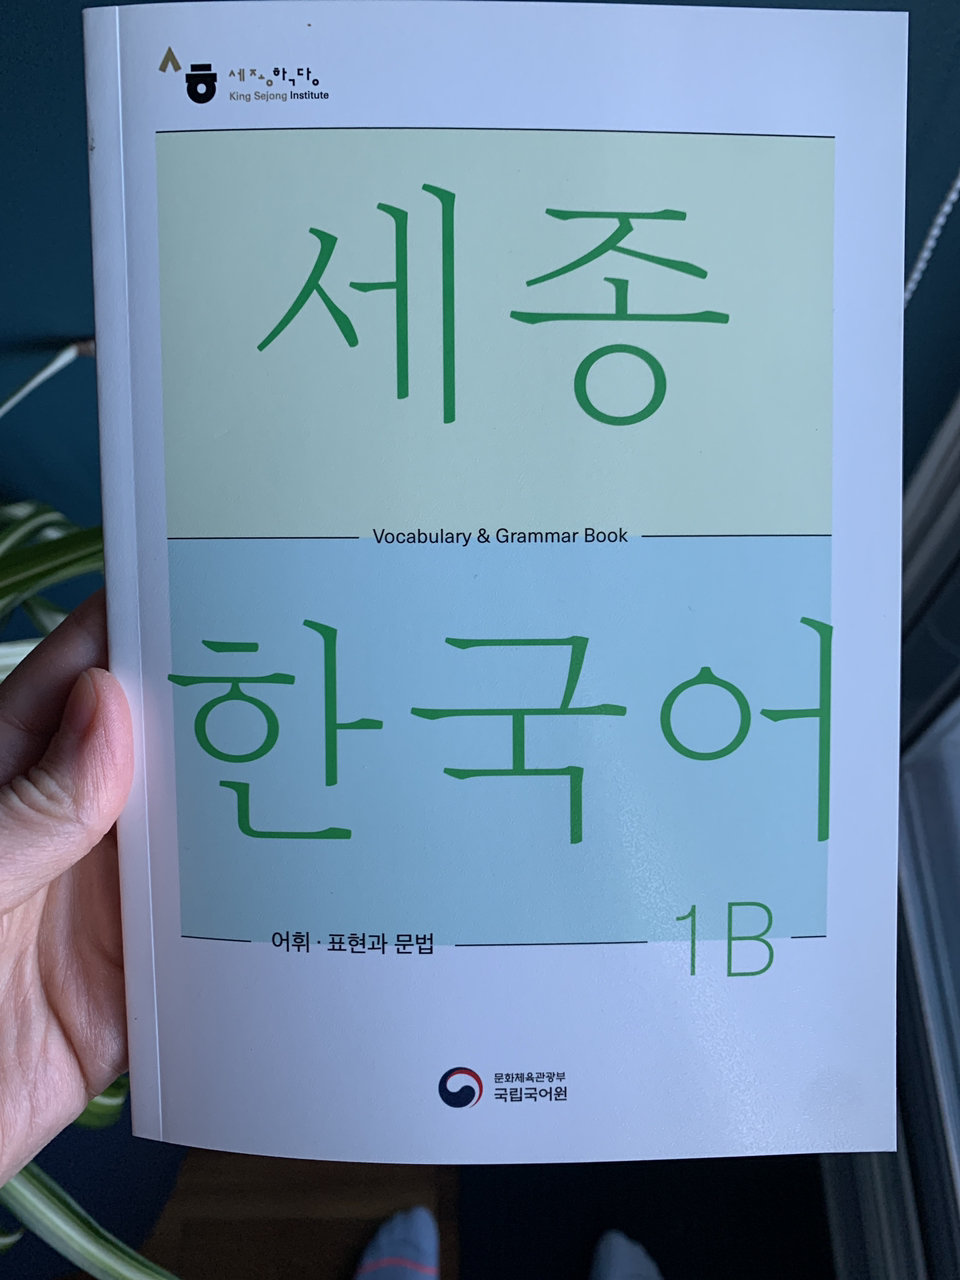 세종학당
King Sejong Institute
세종
Vocabulary & Grammar Book
한국어
어휘 · 표현과 문법
1B
문화체육관광부
국립국어원